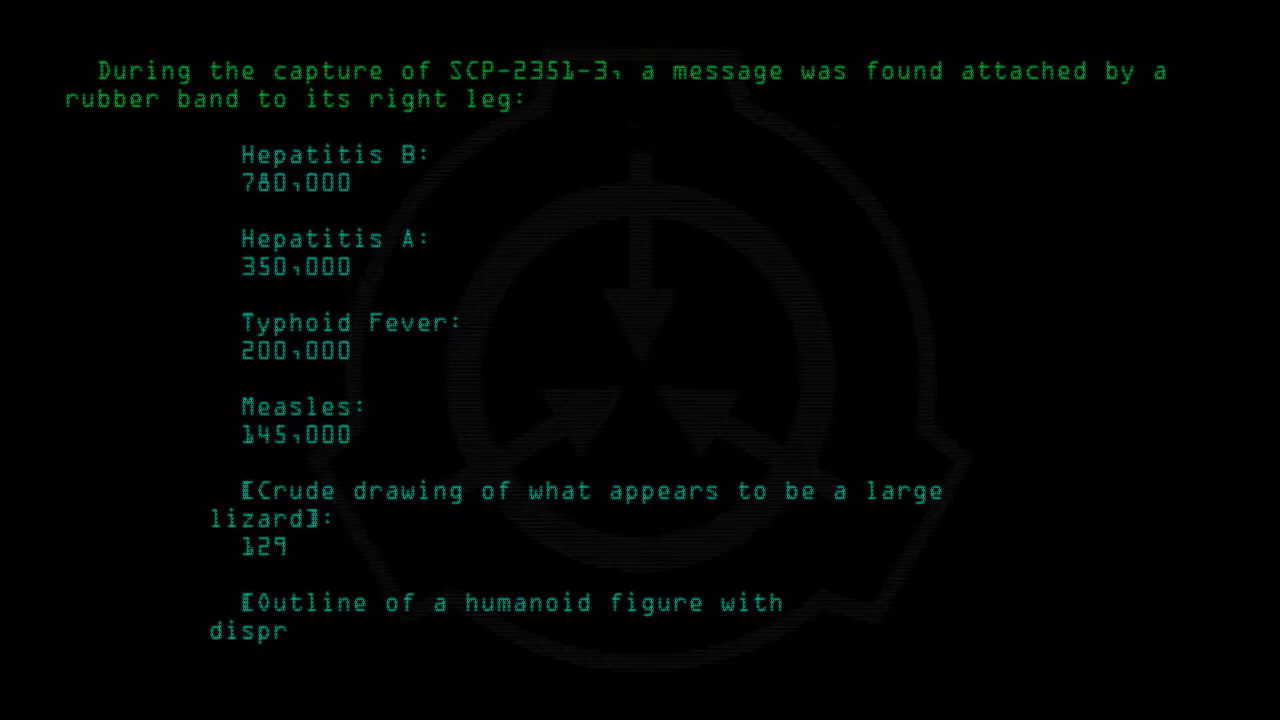 During the capture of SCP-2351-3, a message was found attached by a
rubber band to its right leg:
Hepatitis B:
780,000
Hepatitis A:
350,000
Typhoid Fever:
200,000
Measles:
145,000
[Crude drawing of what appears to be a large
lizard]:
129
[Outline of a humanoid figure with
dispr